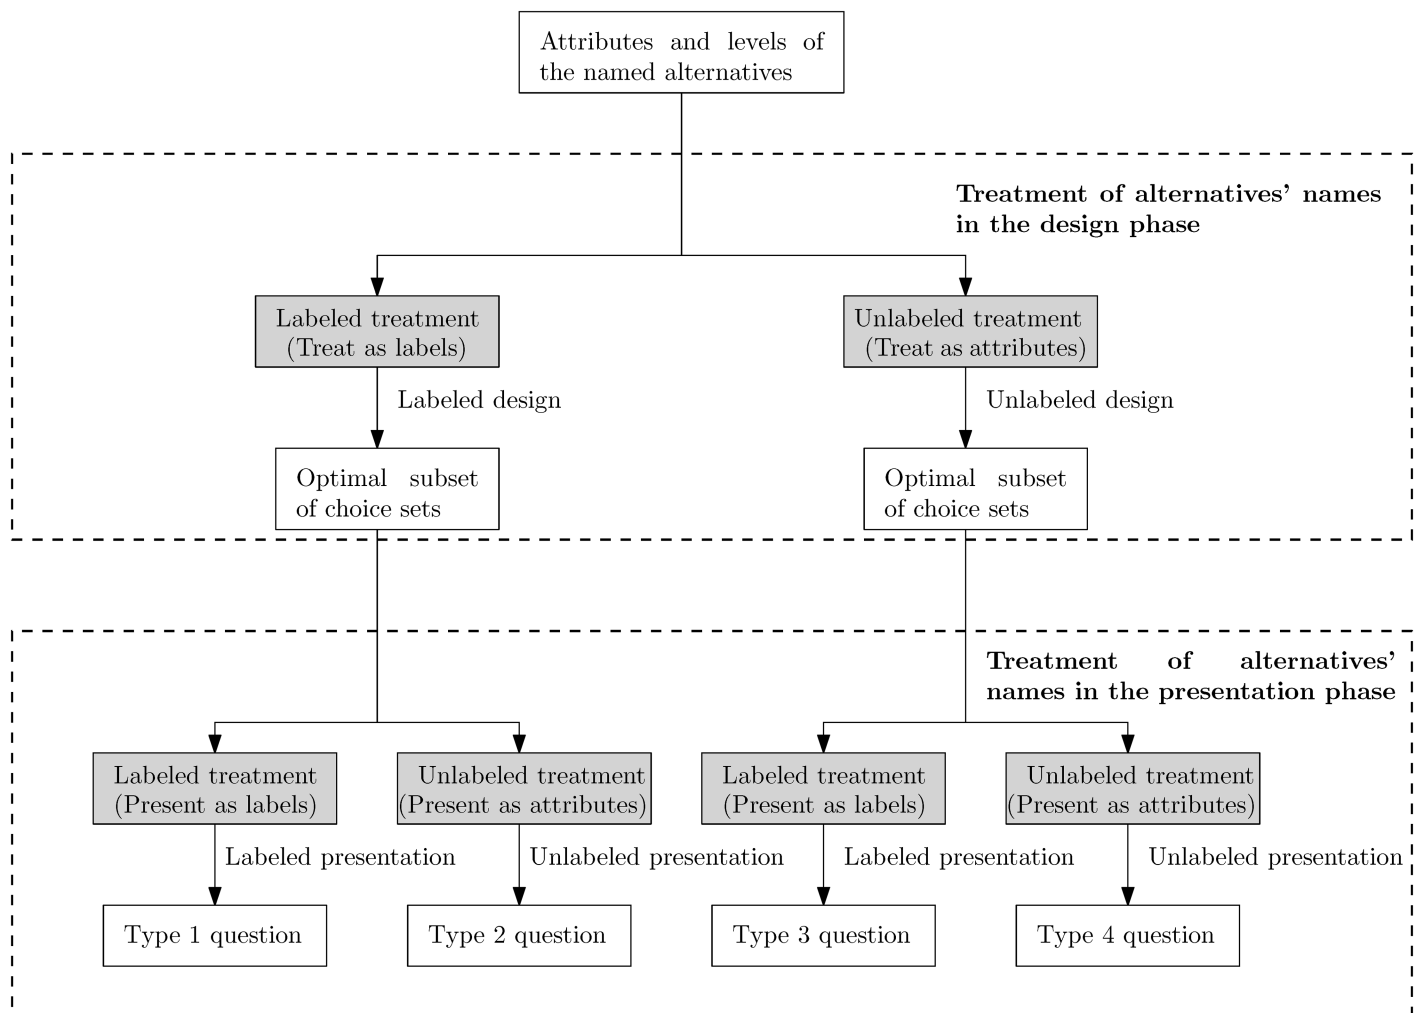 Attributes and levels of
the named alternatives
Treatment of alternatives' names
in the design phase
Labeled treatment
(Treat as labels)
Unlabeled treatment
(Treat as attributes)
Labeled design
Unlabeled design
Optimal subset
of choice sets
Optimal subset
of choice sets
Treatment of alternatives'
names in the presentation phase
Labeled treatment
(Present as labels)
Unlabeled treatment
(Present as attributes)
Labeled treatment
(Present as labels)
Unlabeled treatment
(Present as attributes)
Labeled presentation
Unlabeled presentation
Labeled presentation
Unlabeled presentation
Type 1 question
Type 2 question
Type 3 question
Type 4 question